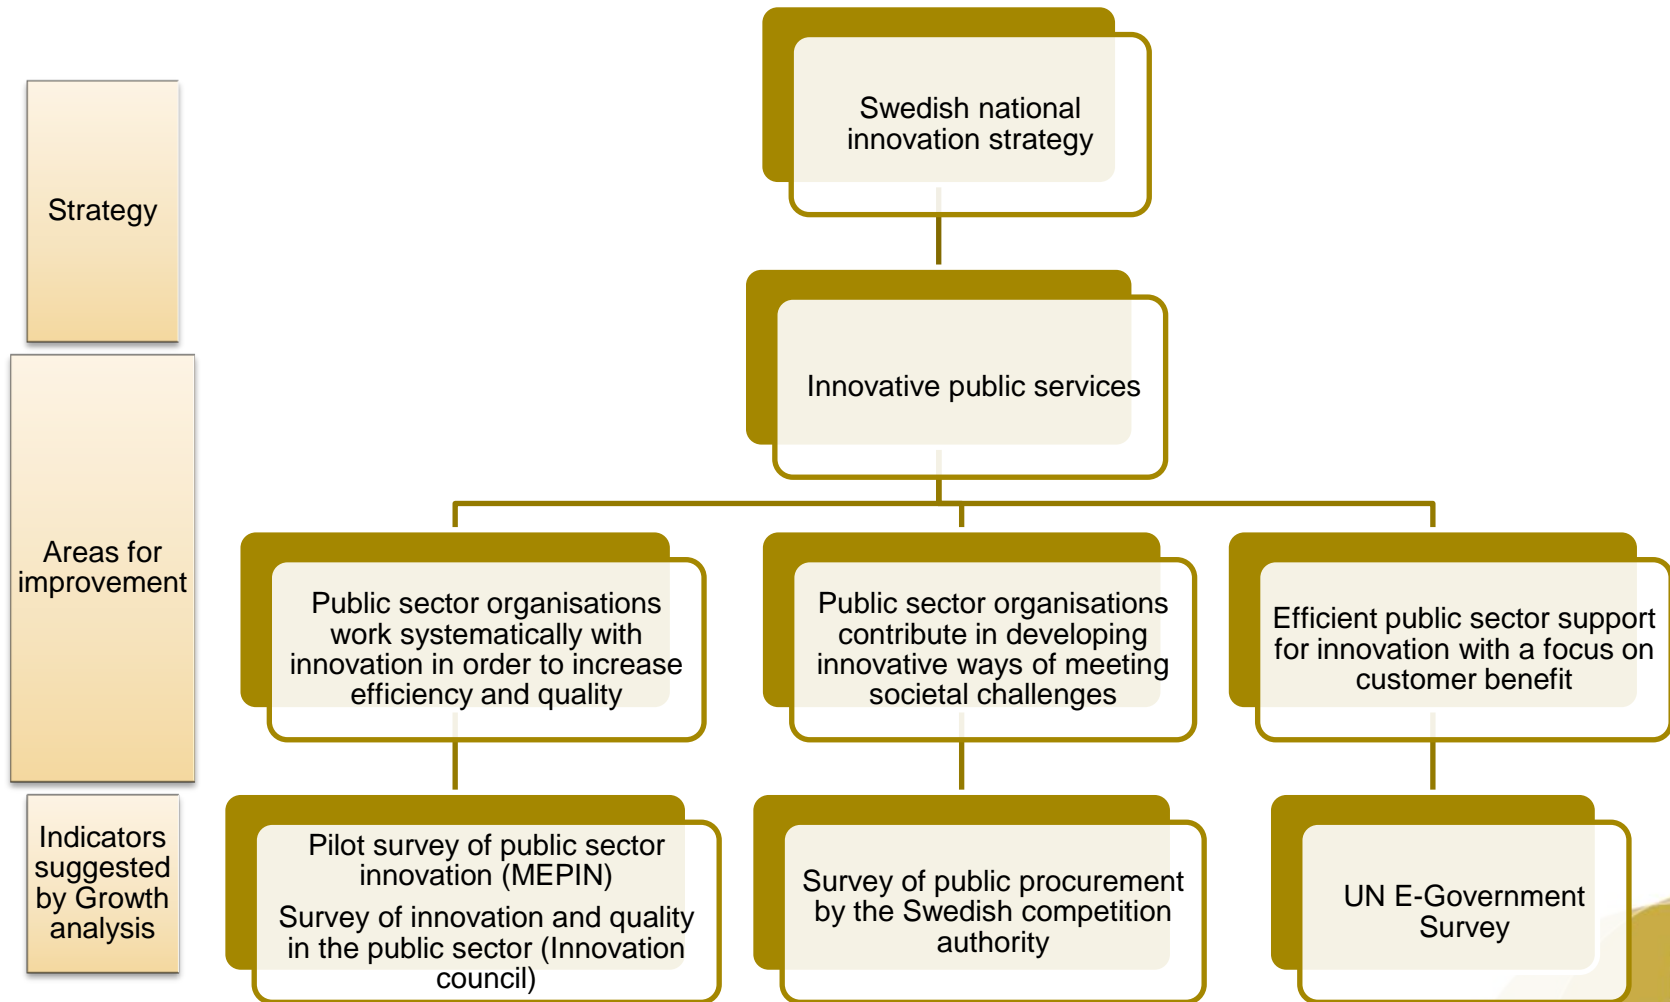 Swedish national
innovation strategy
Strategy
Innovative public services
Areas for
improvement
Public sector organisations
work systematically with
innovation in order to increase
efficiency and quality
Public sector organisations
contribute in developing
innovative ways of meeting
societal challenges
Efficient public sector support
for innovation with a focus on
customer benefit
Indicators
suggested
by Growth
analysis
Pilot survey of public sector
innovation (MEPIN)
Survey of innovation and quality
in the public sector (Innovation
council)
Survey of public procurement
by the Swedish competition
authority
UN E-Government
Survey